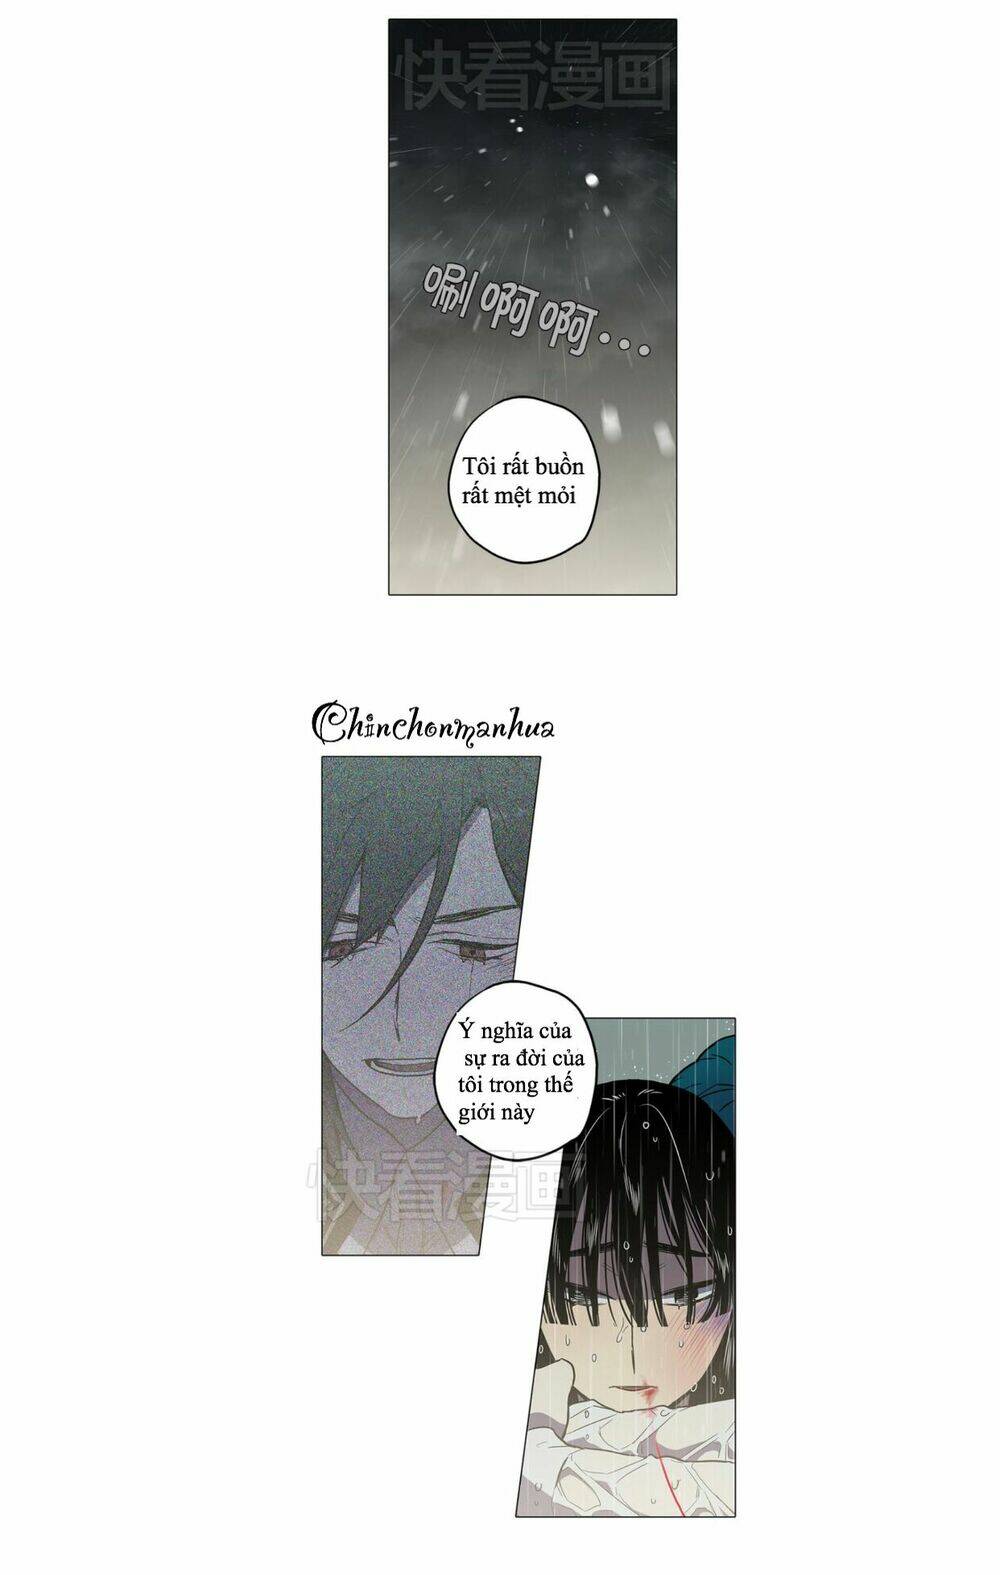 快看漫画
唰啊啊...
Tôi rất buồn
rất mệt mỏi
Chinchonmanhua
Ý nghĩa của
sự ra đời của
tôi trong thế
giới này
快看漫画